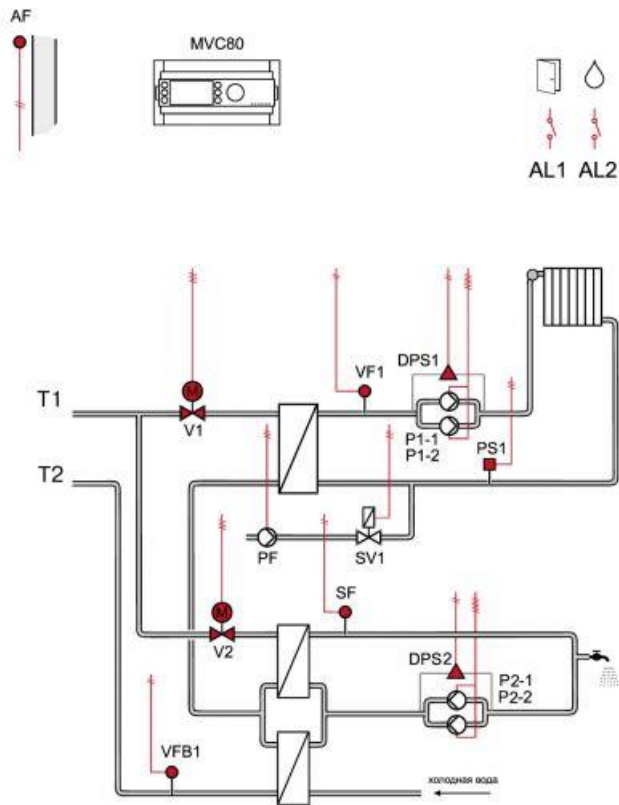 AF
MVC80
AL1 AL2
T1
V1
VF1
DPS1
P1-1
P1-2
PS1
T2
PF
SV1
V2
SF
DPS2
P2-1
P2-2
VFB1
холодная вода
M
M